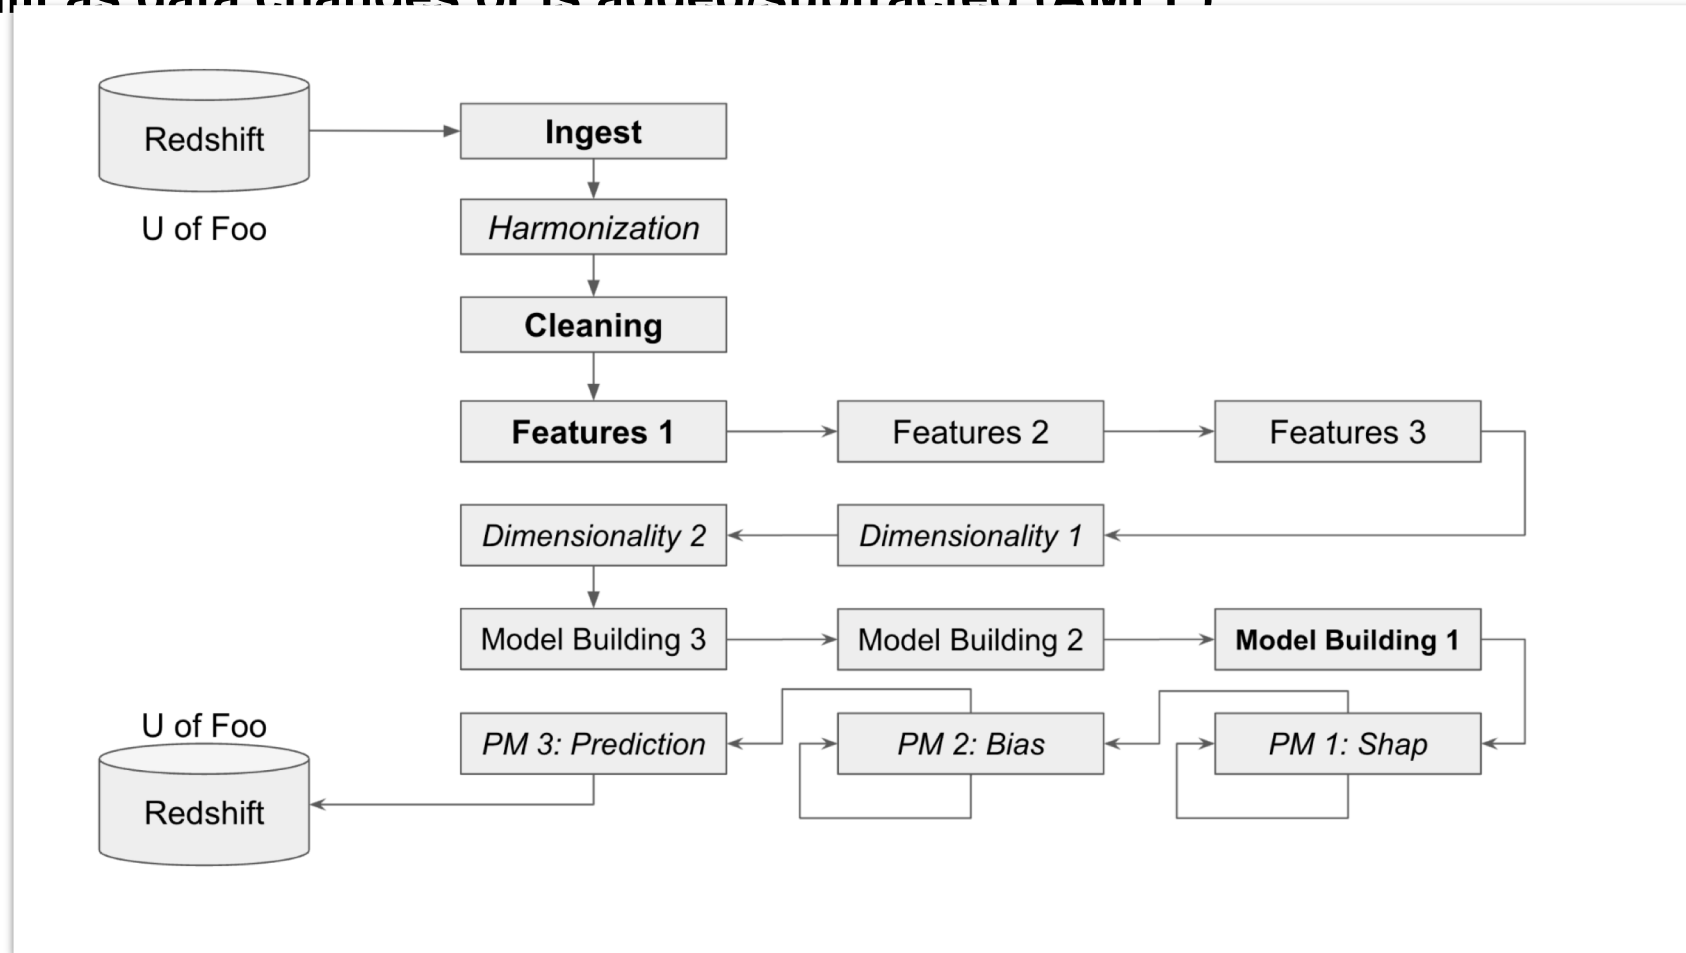 Redshift
U of Foo
Ingest
Harmonization
Cleaning
Features 1
Features 2
Features 3
Dimensionality 2
Dimensionality 1
Model Building 3
Model Building 2
Model Building 1
PM 3: Prediction
PM 2: Bias
PM 1: Shap
U of Foo
Redshift